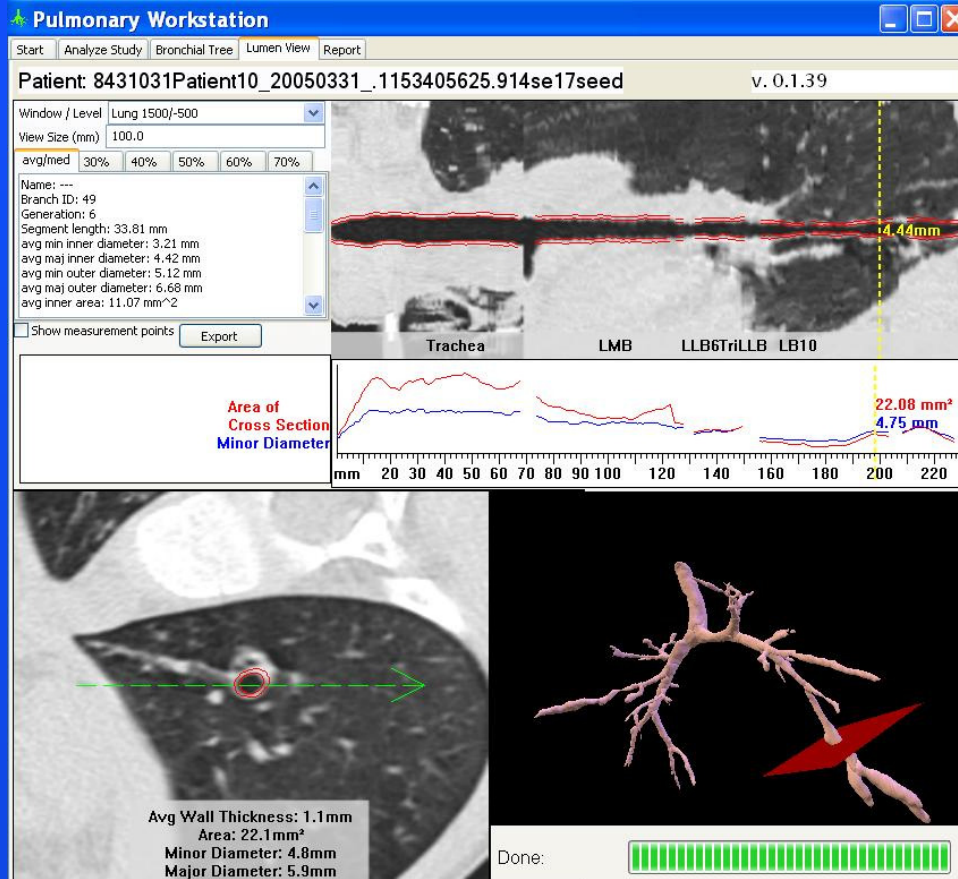 Pulmonary Workstation
Start Analyze Study Bronchial Tree Lumen View Report
Patient: 8431031Patient10_20050331_.1153405625.914se17seed v. 0.1.39
Window / Level Lung 1500/-500
View Size (mm) 100.0
avg/med 30% 40% 50% 60% 70%
Name: ---
Branch ID: 49
Generation: 6
Segment length: 33.81 mm
avg min inner diameter: 3.21 mm
avg maj inner diameter: 4.42 mm
avg min outer diameter: 5.12 mm
avg maj outer diameter: 6.68 mm
avg inner area: 11.07 mm^2
Show measurement points Export
4.44mm
Trachea LMB LLB6TriLLB LB10
Area of
Cross Section
Minor Diameter
22.08 mm²
4.75 mm
mm 20 30 40 50 60 70 80 90 100 120 140 160 180 200 220
Avg Wall Thickness: 1.1mm
Area: 22.1mm²
Minor Diameter: 4.8mm
Major Diameter: 5.9mm
Done: